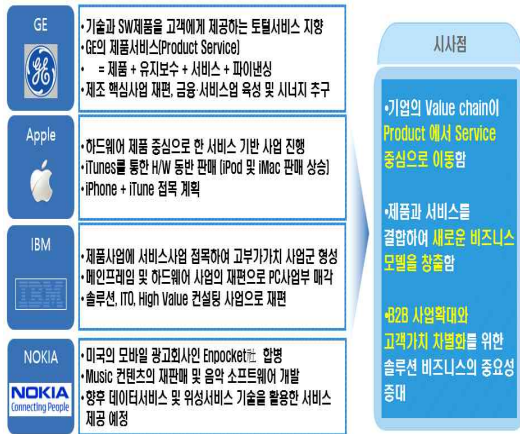 GE
•기술과 SW제품을 고객에게 제공하는 토털서비스 지향
•GE의 제품서비스(Product Service)
• = 제품 + 유지보수 + 서비스 + 파이낸싱
•제조 핵심사업 재편, 금융·서비스업 육성 및 시너지 추구
Apple
•하드웨어 제품 중심으로 한 서비스 기반 사업 진행
•iTunes를 통한 H/W 동반 판매 (iPod 및 iMac 판매 상승)
•iPhone + iTune 접목 계획
IBM
IBM
•제품사업에 서비스사업 접목하여 고부가가치 사업군 형성
•메인프레임 및 하드웨어 사업의 재편으로 PC사업부 매각
•솔루션, ITO, High Value 컨설팅 사업으로 재편
NOKIA
NOKIA
Connecting People
•미국의 모바일 광고회사인 Enpocket社 합병
•Music 컨텐츠의 재판매 및 음악 소프트웨어 개발
•향후 데이터서비스 및 위성서비스 기술을 활용한 서비스
제공 예정
시사점
•기업의 Value chain이
Product 에서 Service
중심으로 이동함
•제품과 서비스를
결합하여 새로운 비즈니스
모델을 창출함
•B2B 사업확대와
고객가치 차별화를 위한
솔루션 비즈니스의 중요성
증대